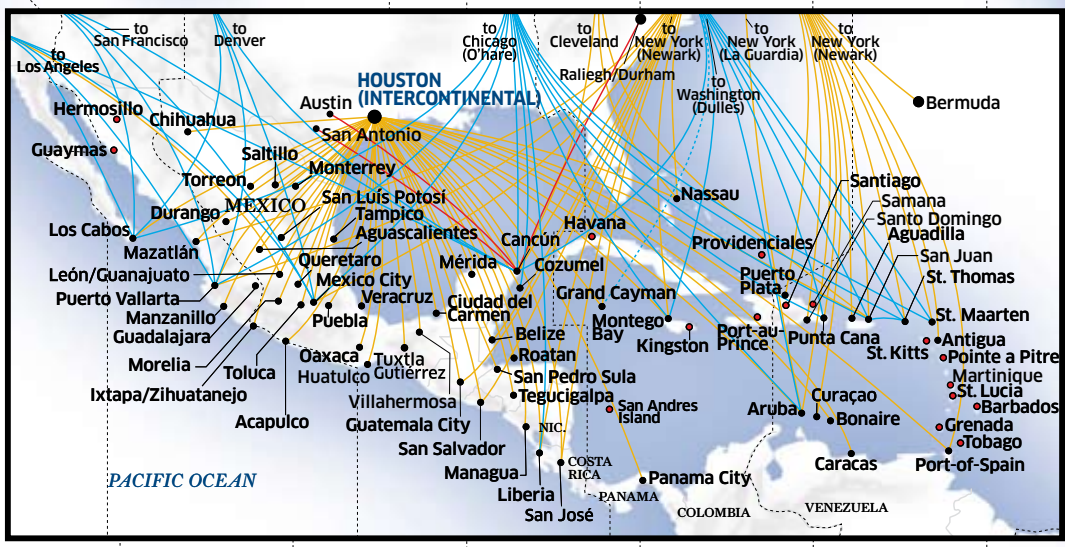 to
San Francisco
to
Denver
to
Chicago
(O'hare)
to
Cleveland
to
New York
(Newark)
to
New York
(La Guardia)
to
New York
(Newark)
to
Los Angeles
Raliegh/Durham
to
Washington
(Dulles)
HOUSTON
(INTERCONTINENTAL)
Bermuda
Hermosillo
Chihuahua
Austin
San Antonio
Guaymas
Saltillo
Monterrey
Torreon
San Luís Potosí
MEXICO
Durango
Tampico
Aguascalientes
Los Cabos
Mazatlán
Queretaro
León/Guanajuato
Mexico City
Puerto Vallarta
Veracruz
Manzanillo
Puebla
Guadalajara
Morelia
Toluca
Oaxaca
Huatulco
Tuxtla
Gutiérrez
Ixtapa/Zihuatanejo
Acapulco
Villahermosa
Guatemala City
San Salvador
Managua
Liberia
San José
Mérida
Cancún
Cozumel
Ciudad del
Carmen
Belize
Roatan
San Pedro Sula
Tegucigalpa
NIC.
COSTA
RICA
PANAMA
Panama City
San Andres
Island
COLOMBIA
VENEZUELA
PACIFIC OCEAN
Havana
Nassau
Grand Cayman
Montego
Bay
Kingston
Providenciales
Puerto
Plata
Port-au-
Prince
Santiago
Samana
Santo Domingo
Aguadilla
San Juan
St. Thomas
Punta Cana
St. Maarten
Antigua
St. Kitts
Pointe a Pitre
Martinique
St. Lucia
Barbados
Grenada
Tobago
Port-of-Spain
Aruba
Curaçao
Bonaire
Caracas